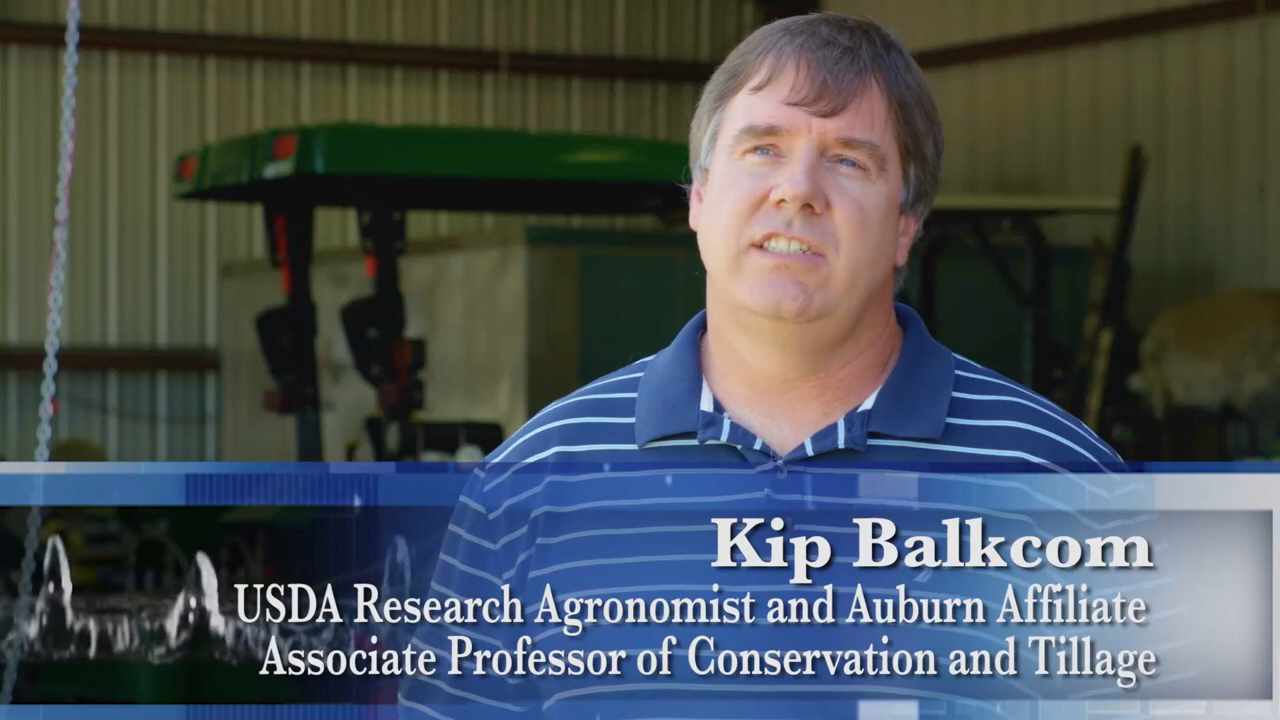 Kip Balkcom
USDA Research Agronomist and Auburn Affiliate
Associate Professor of Conservation and Tillage